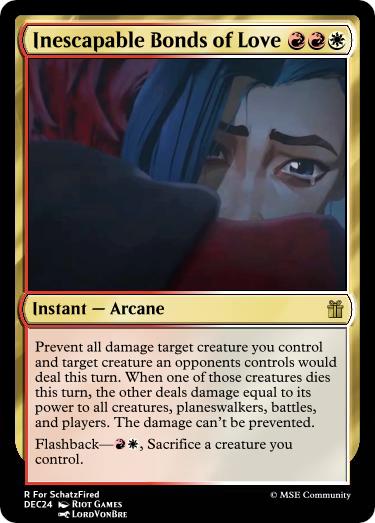 Inescapable Bonds of Love
Instant — Arcane
Prevent all damage target creature you control
and target creature an opponents controls would
deal this turn. When one of those creatures dies
this turn, the other deals damage equal to its
power to all creatures, planeswalkers, battles,
and players. The damage can't be prevented.
Flashback— , Sacrifice a creature you
control.
R For SchatzFired
DEC24 Riot Games
LordVonBre
© MSE Community